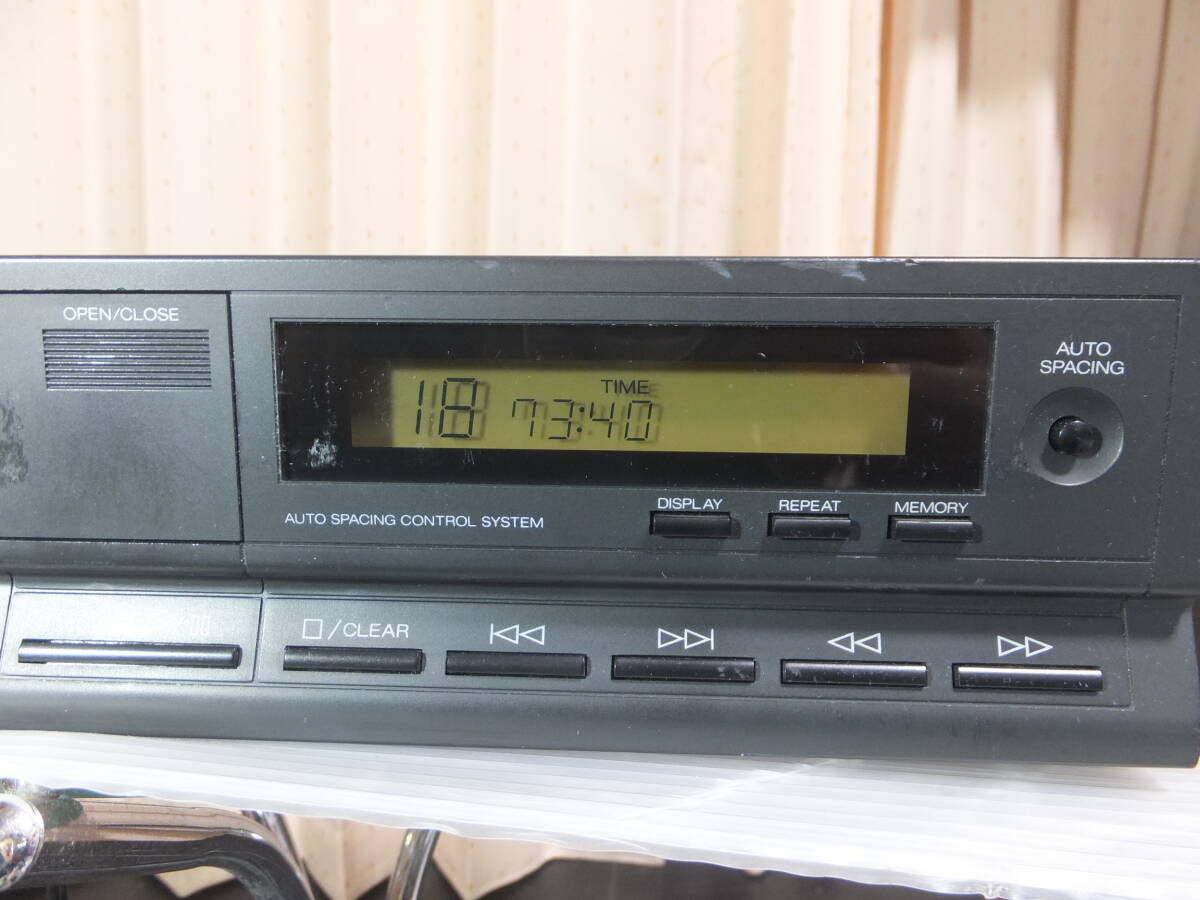 OPEN/CLOSE
TIME
18 73:40
AUTO
SPACING
DISPLAY
REPEAT
MEMORY
AUTO SPACING CONTROL SYSTEM
/CLEAR